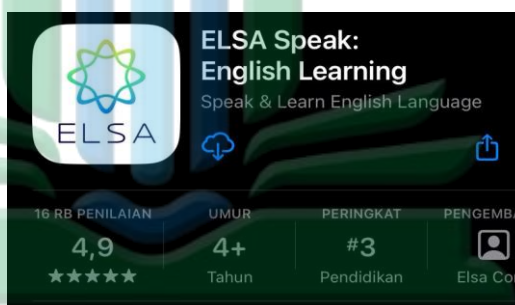 ELSA
ELSA Speak:
English Learning
Speak & Learn English Language
16 RB PENILAIAN
UMUR
PERINGKAT
4,9
4+
#3
Tahun
Pendidikan
Elsa